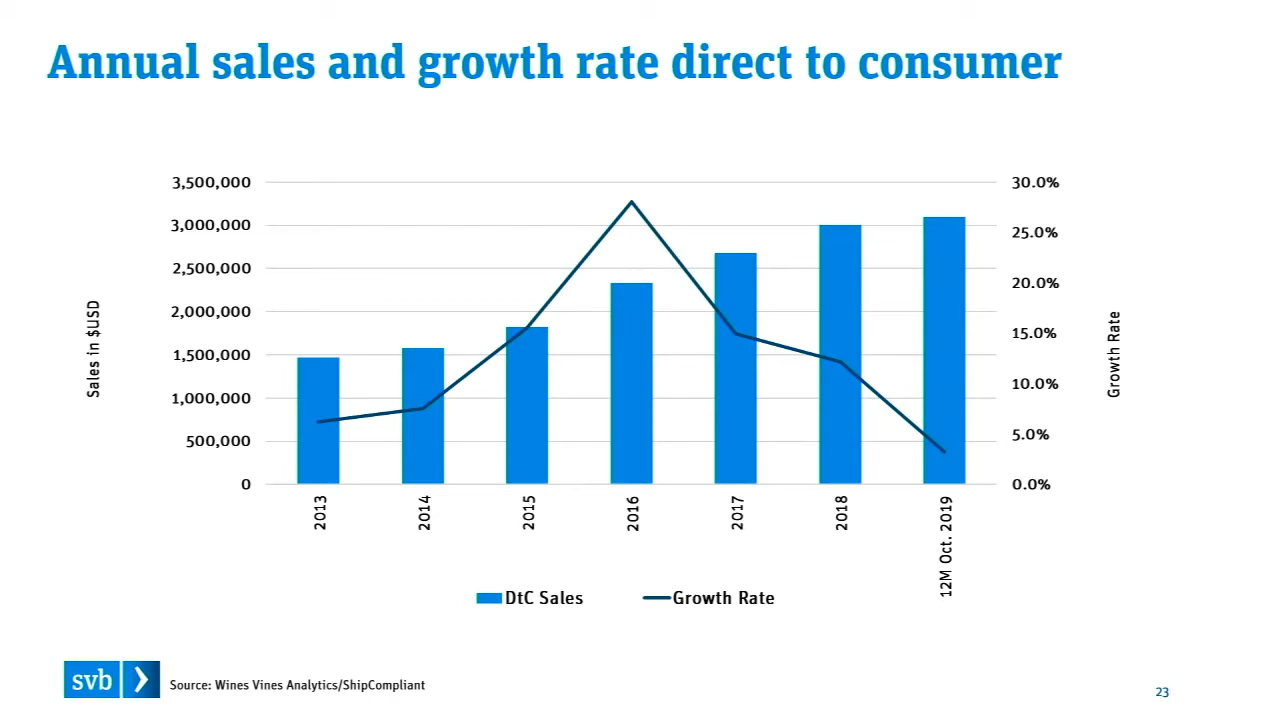 Annual sales and growth rate direct to consumer
3,500,000
3,000,000
2,500,000
2,000,000
1,500,000
1,000,000
500,000
0
Sales in $USD
30.0%
25.0%
20.0%
15.0%
10.0%
5.0%
0.0%
Growth Rate
2013
2014
2015
2016
2017
2018
12M Oct. 2019
DtC Sales
Growth Rate
svb
Source: Wines Vines Analytics/ShipCompliant
23